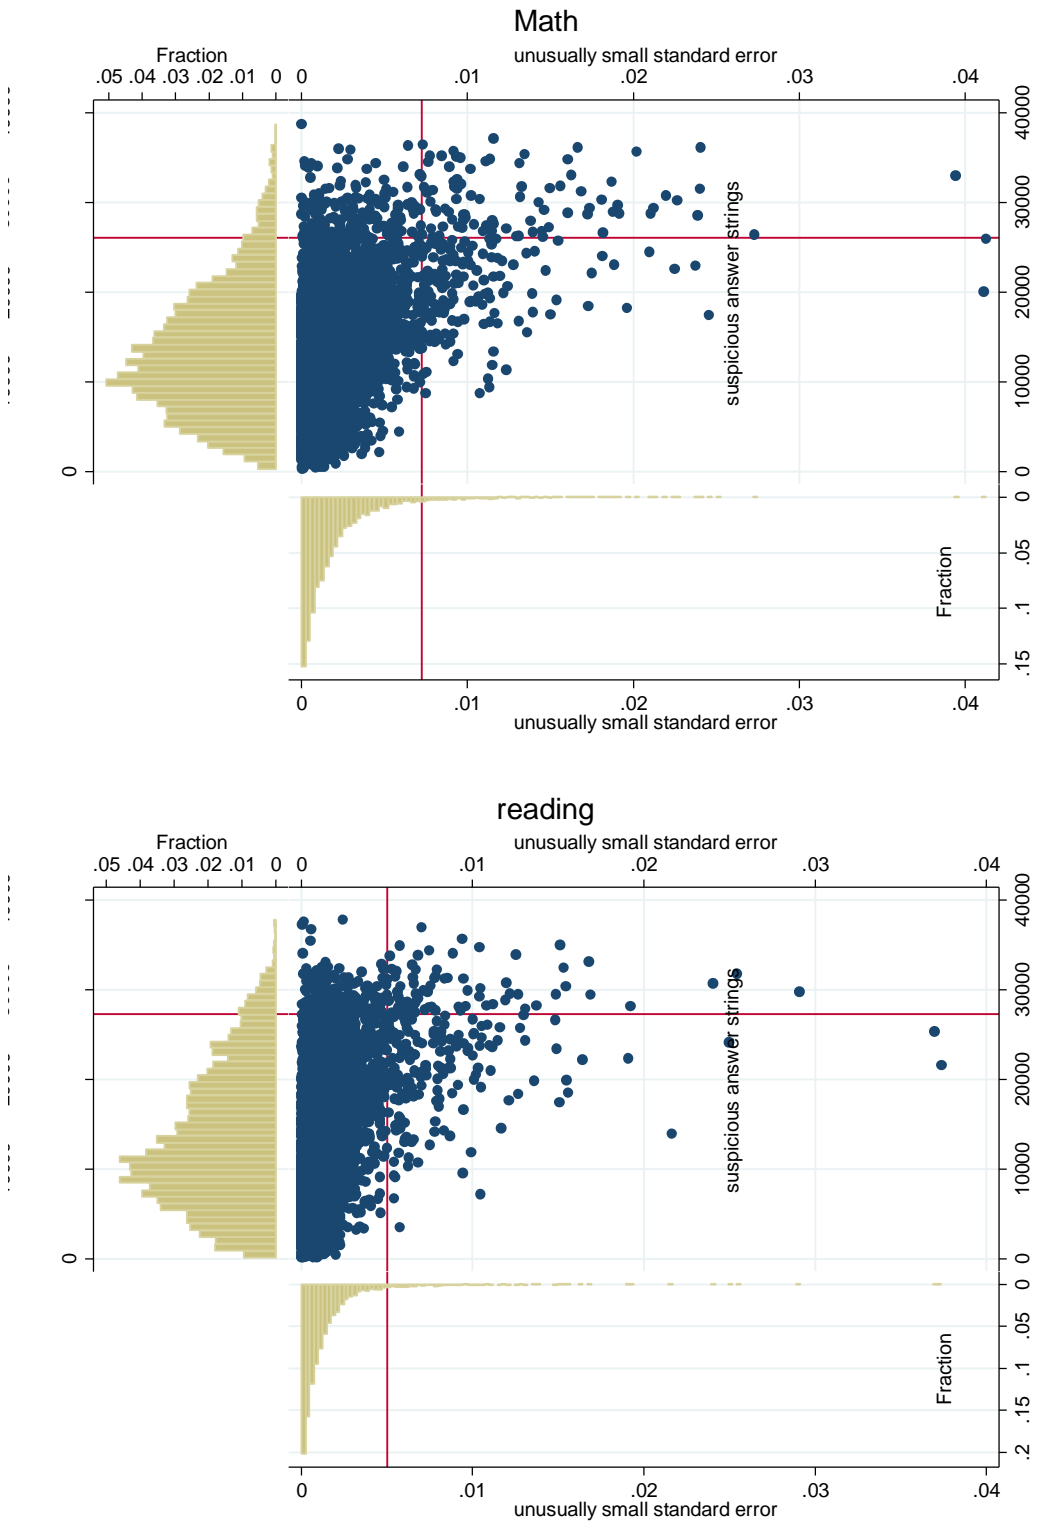 Math
Fraction
unusually small standard error
.05 .04 .03 .02 .01 0
0 .01 .02 .03 .04
40000
30000
20000
10000
0
suspicious answer strings
0
0
.05
.1
.15
Fraction
0 .01 .02 .03 .04
unusually small standard error
reading
Fraction
unusually small standard error
.05 .04 .03 .02 .01 0
0 .01 .02 .03 .04
40000
30000
20000
10000
0
suspicious answer strings
0
0
.05
.1
.15
.2
Fraction
0 .01 .02 .03 .04
unusually small standard error